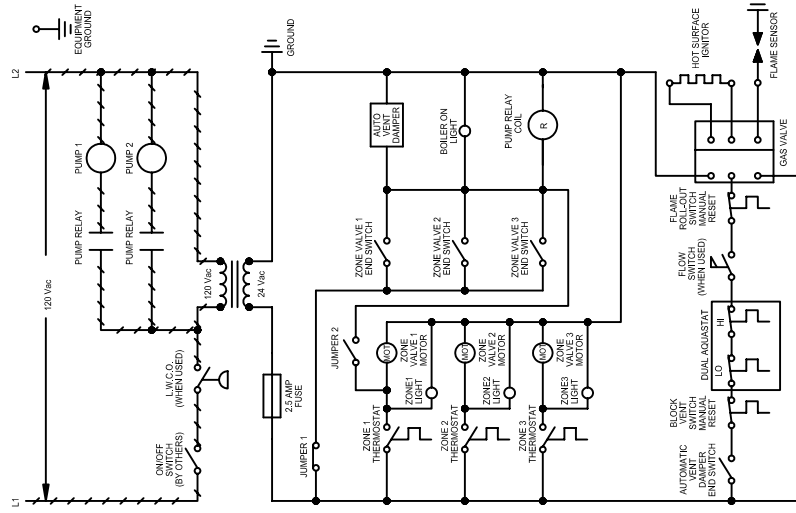 EQUIPMENT
GROUND
L2
120 Vac
L1
PUMP 1
PUMP 2
PUMP RELAY
PUMP RELAY
L.W.C.O.
(WHEN USED)
ON/OFF
SWITCH
(BY OTHERS)
120 Vac
24 Vac
GROUND
2.5 AMP
FUSE
AUTO
VENT
DAMPER
BOILER ON
LIGHT
PUMP RELAY
COIL
R
ZONE VALVE 1
END SWITCH
ZONE VALVE 2
END SWITCH
ZONE VALVE 3
END SWITCH
JUMPER 2
JUMPER 1
MOT
ZONE
VALVE 1
MOTOR
MOT
ZONE
VALVE 2
MOTOR
MOT
ZONE
VALVE 3
MOTOR
ZONE1
LIGHT
ZONE2
LIGHT
ZONE3
LIGHT
ZONE 1
THERMOSTAT
ZONE 2
THERMOSTAT
ZONE 3
THERMOSTAT
HOT SURFACE
IGNITOR
FLAME SENSOR
GAS VALVE
FLAME
ROLL-OUT
SWITCH
MANUAL
RESET
FLOW
SWITCH
(WHEN USED)
DUAL AQUASTAT
HI
LO
BLOCK
VENT
SWITCH
MANUAL
RESET
AUTOMATIC
VENT
DAMPER
END SWITCH